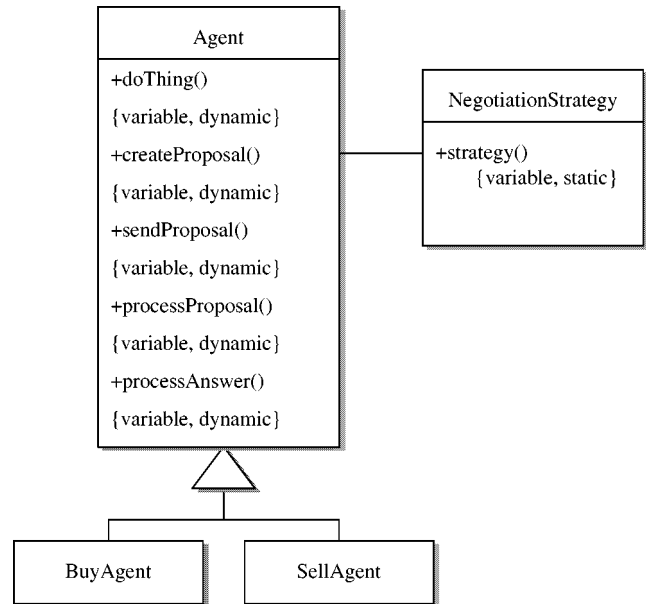 Agent
+doThing()
{variable, dynamic}
+createProposal()
{variable, dynamic}
+sendProposal()
{variable, dynamic}
+processProposal()
{variable, dynamic}
+processAnswer()
{variable, dynamic}
NegotiationStrategy
+strategy()
{variable, static}
BuyAgent
SellAgent